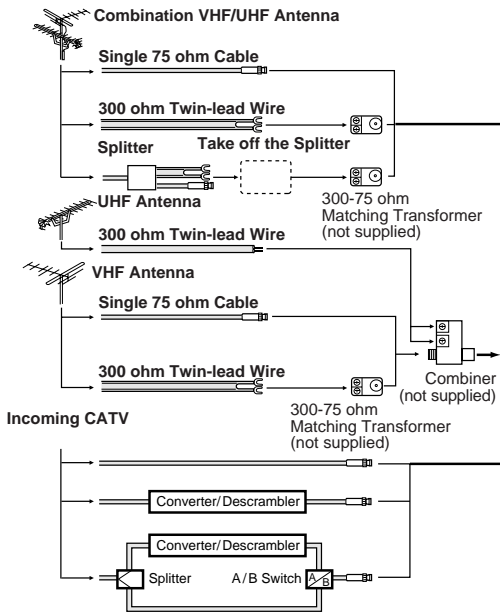 Combination VHF/UHF Antenna
Single 75 ohm Cable
300 ohm Twin-lead Wire
Splitter
Take off the Splitter
300-75 ohm
Matching Transformer
(not supplied)
UHF Antenna
300 ohm Twin-lead Wire
VHF Antenna
Single 75 ohm Cable
300 ohm Twin-lead Wire
Combiner
(not supplied)
300-75 ohm
Matching Transformer
(not supplied)
Incoming CATV
Converter/Descrambler
Converter/Descrambler
Splitter
A/B Switch
A/B